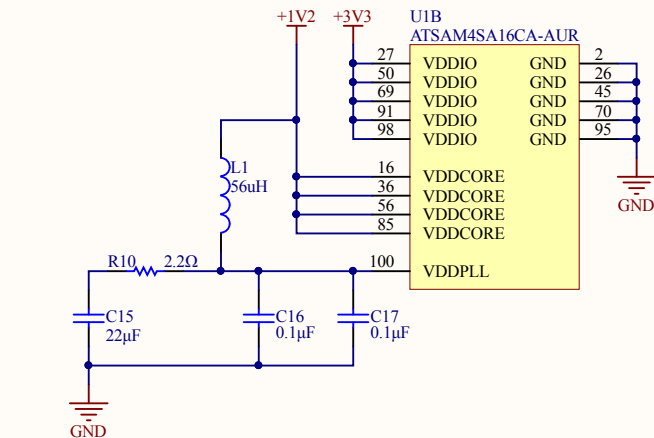 +1V2
+3V3
U1B
ATSAM4SA16CA-AUR
27 VDDIO GND 2
50 VDDIO GND 26
69 VDDIO GND 45
91 VDDIO GND 70
98 VDDIO GND 95
16 VDDCORE
36 VDDCORE
56 VDDCORE
85 VDDCORE
100 VDDPLL
GND
L1
56uH
R10 2.2Ω
C15
22µF
C16
0.1µF
C17
0.1µF
GND